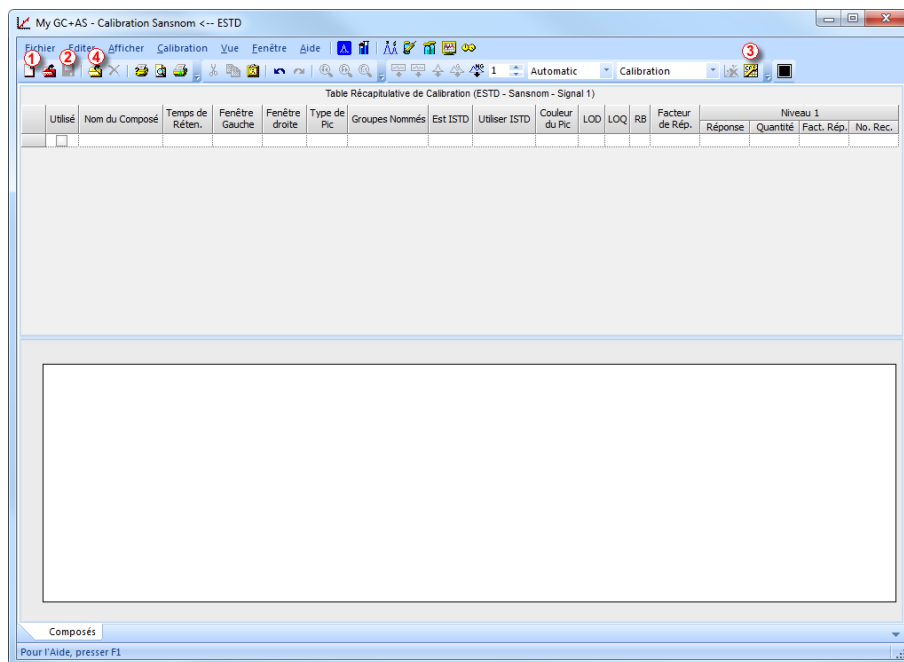 My GC+AS - Calibration Sansnom <-- ESTD
Fichier Editer Afficher Calibration Vue Fenêtre Aide
1 2 4 3
1 Automatic Calibration
Table Récapitulative de Calibration (ESTD - Sansnom - Signal 1)
Utilisé Nom du Composé Temps de Réten. Fenêtre Gauche Fenêtre droite Type de Pic Groupes Nommés Est ISTD Utiliser ISTD Couleur du Pic LOD LOQ RB Facteur de Rép. Niveau 1
Réponse Quantité Fact. Rép. No. Rec.
Composés
Pour l'Aide, presser F1